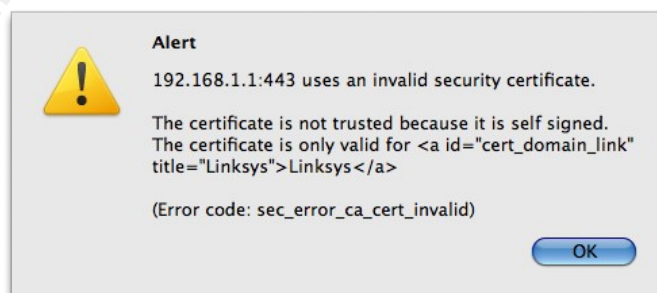 Alert
192.168.1.1:443 uses an invalid security certificate.
The certificate is not trusted because it is self signed.
The certificate is only valid for <a id="cert_domain_link"
title="Linksys">Linksys</a>
(Error code: sec_error_ca_cert_invalid)
OK